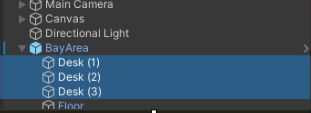 Main Camera
Canvas
Directional Light
BayArea
Desk (1)
Desk (2)
Desk (3)
Floor